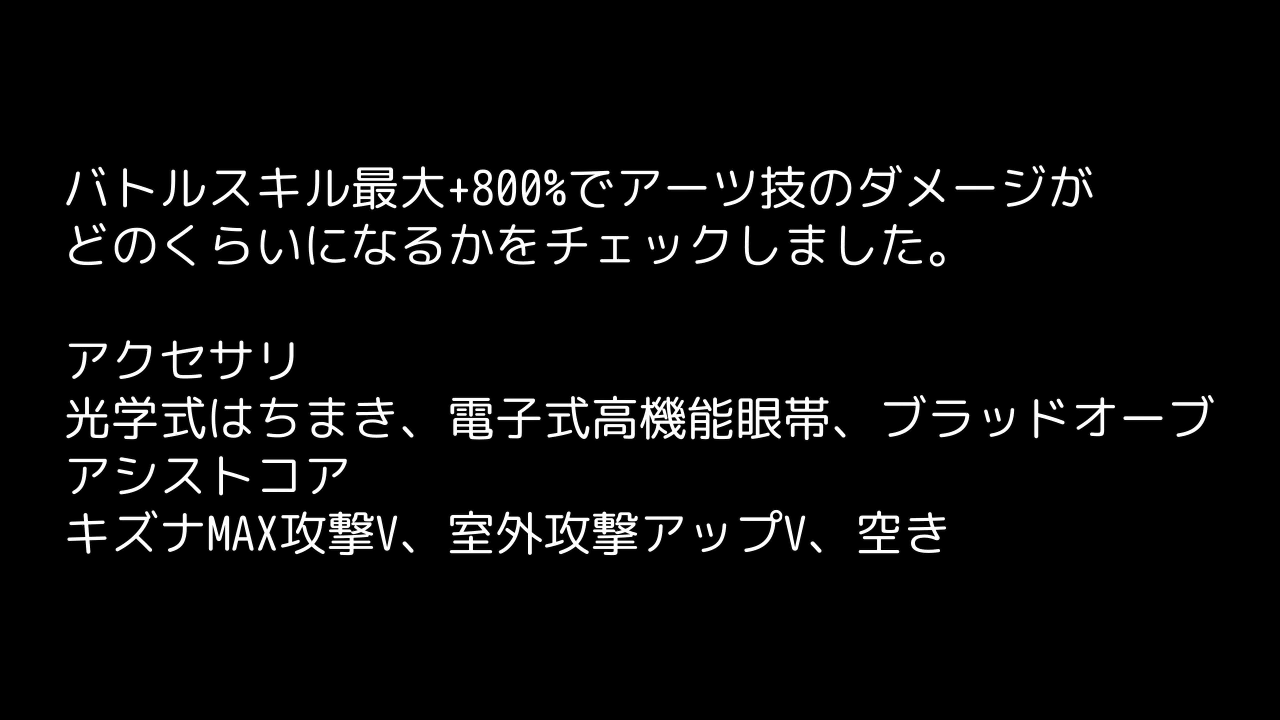 バトルスキル最大+800%でアーツ技のダメージが
どのくらいになるかをチェックしました。
アクセサリ
光学式はちまき、電子式高機能眼帯、ブラッドオーブ
アシストコア
キズナMAX攻撃V、室外攻撃アップV、空き